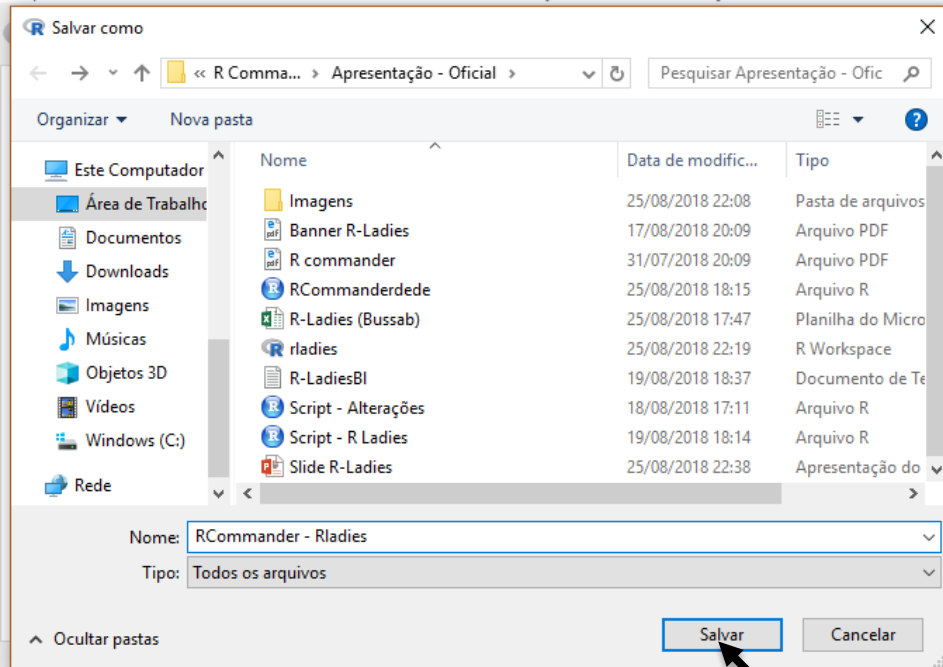 Salvar como
« R Comma... › Apresentação - Oficial ›
Pesquisar Apresentação - Ofic
Organizar
Nova pasta
?
Nome
Data de modific...
Tipo
Este Computador
Área de Trabalho
Documentos
Downloads
Imagens
Músicas
Objetos 3D
Vídeos
Windows (C:)
Rede
Imagens 25/08/2018 22:08 Pasta de arquivos
Banner R-Ladies 17/08/2018 20:09 Arquivo PDF
R commander 31/07/2018 20:09 Arquivo PDF
RCommanderdede 25/08/2018 18:15 Arquivo R
R-Ladies (Bussab) 25/08/2018 17:47 Planilha do Micro
rladies 25/08/2018 22:19 R Workspace
R-LadiesBI 19/08/2018 18:37 Documento de Te
Script - Alterações 18/08/2018 17:11 Arquivo R
Script - R Ladies 19/08/2018 18:14 Arquivo R
Slide R-Ladies 25/08/2018 22:38 Apresentação do
Nome: RCommander - Rladies
Tipo: Todos os arquivos
Ocultar pastas
Salvar
Cancelar